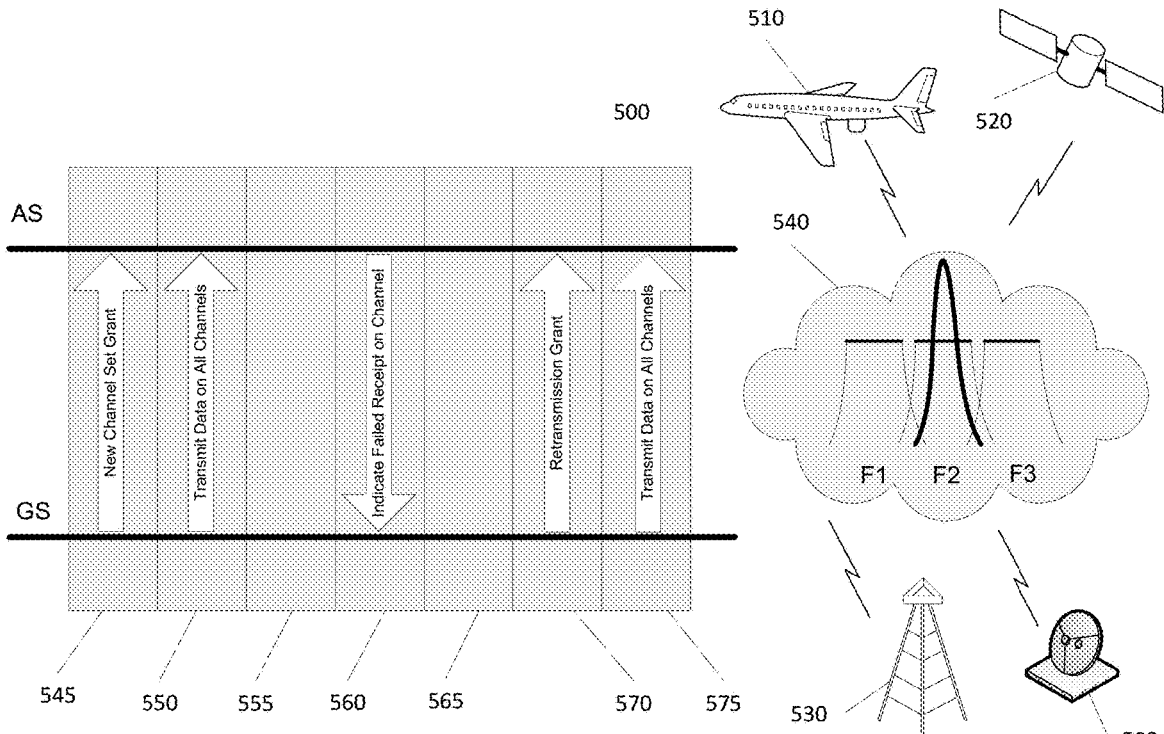 510
500
520
AS
540
New Channel Set Grant
Transmit Data on All Channels
Indicate Failed Receipt on Channel
Retransmission Grant
Transmit Data on All Channels
F1 F2 F3
GS
545
550
555
560
565
570
575
530